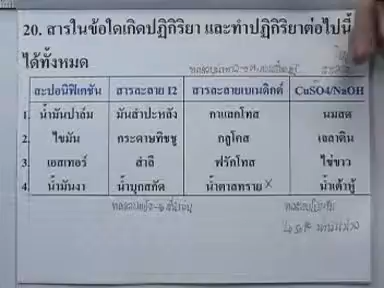 20. สารในข้อใดเกิดปฏิกิริยา และทำปฏิกิริยาต่อไปนี้
ได้ทั้งหมด
สะปอนิฟิเคชัน สารละลาย I2 สารละลายเบเนดิกต์ CuSO4/NaOH
1. น้ำมันปาล์ม มันสำปะหลัง กาแลกโทส นมสด
2. ไขมัน กระดาษทิชชู กลูโคส เจลาติน
3. เอสเทอร์ สำลี ฟรักโทส ไข่ขาว
4. น้ำมันงา น้ำบุกสกัด น้ำตาลทราย X น้ำเต้าหู้